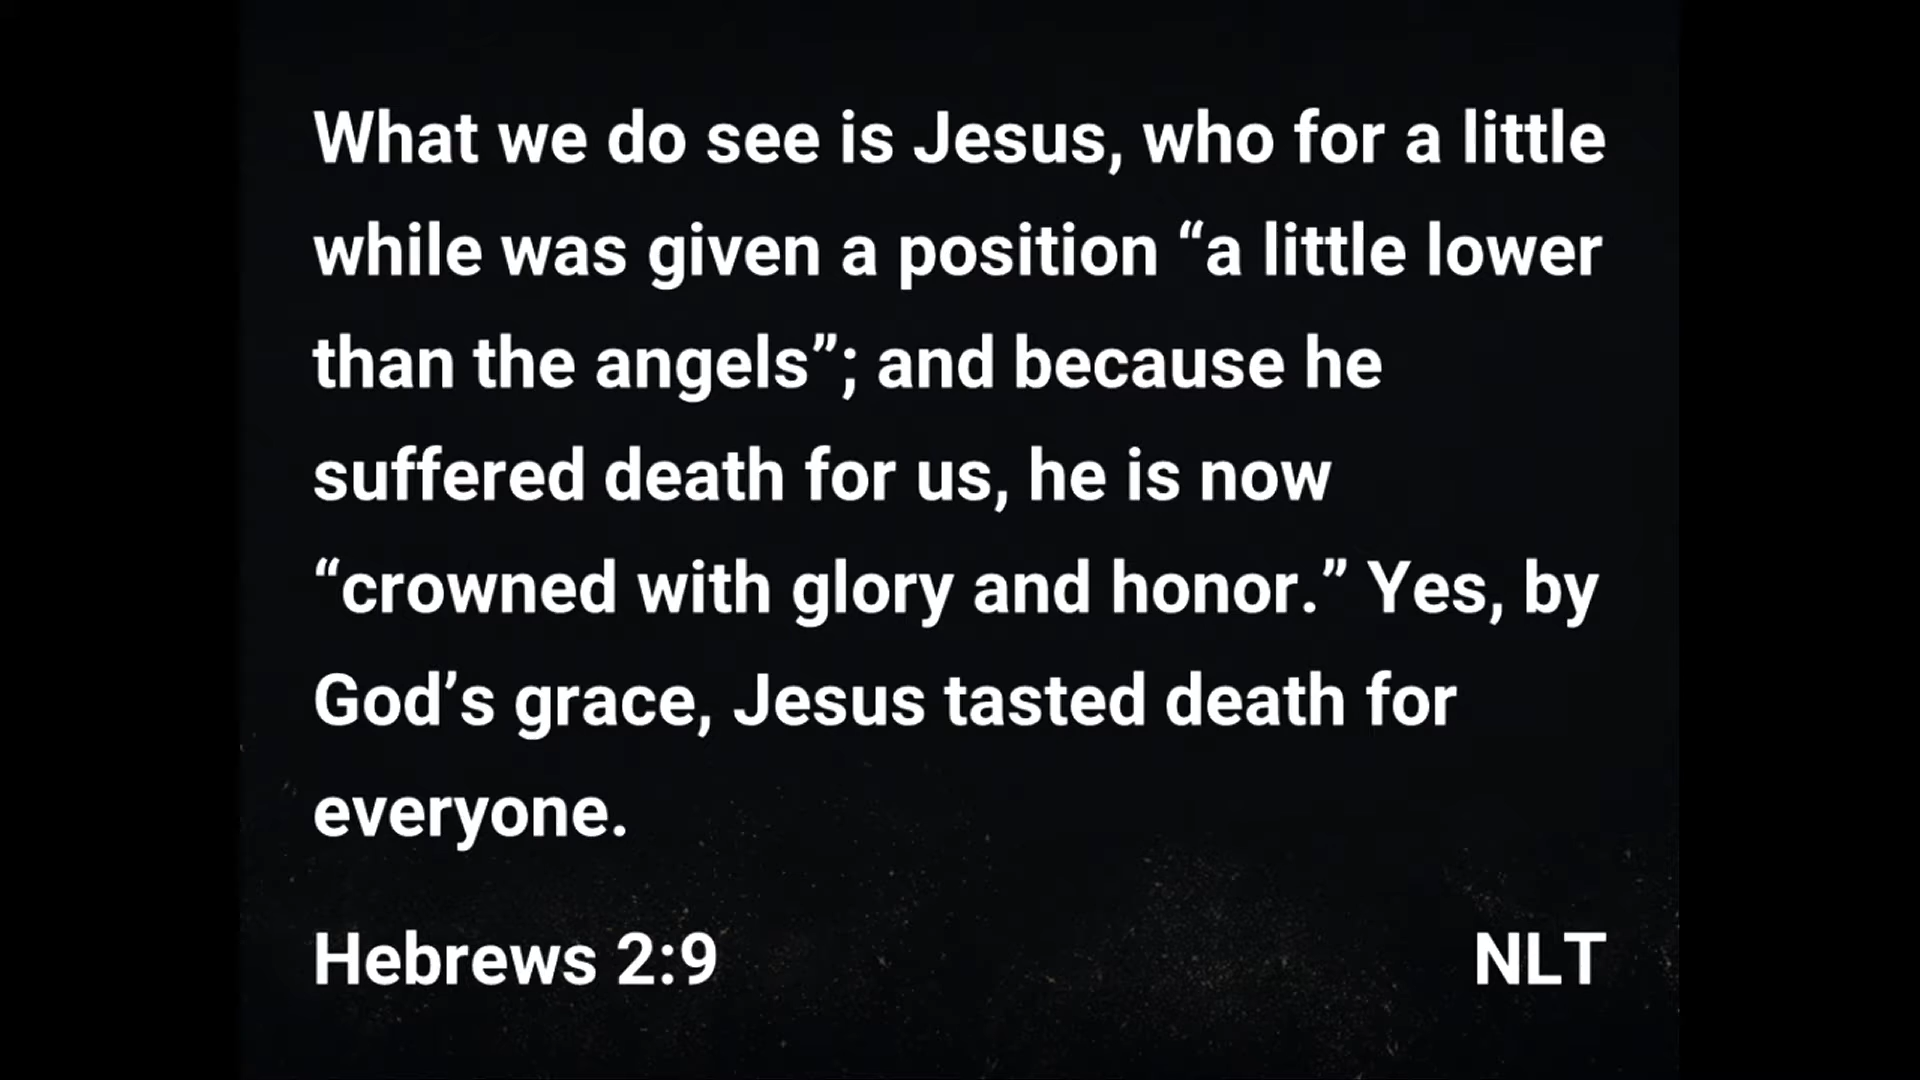 What we do see is Jesus, who for a little
while was given a position “a little lower
than the angels”; and because he
suffered death for us, he is now
“crowned with glory and honor.” Yes, by
God’s grace, Jesus tasted death for
everyone.
Hebrews 2:9 NLT